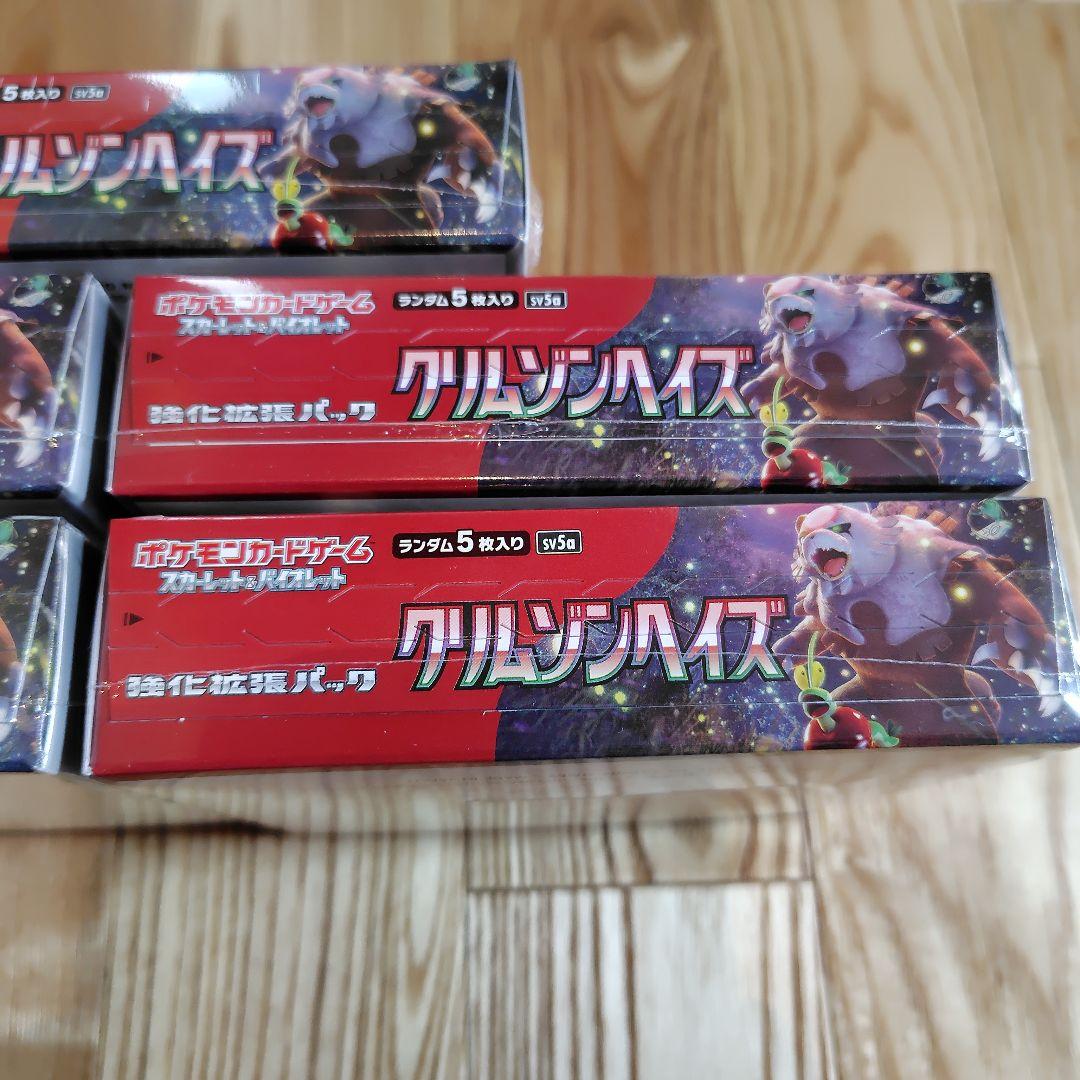 5枚入り SV5a
リムゾンヘイズ
ポケモンカードゲーム
スカーレット&バイオレット
ランダム5枚入り SV5a
クリムゾンヘイズ
強化拡張パック
ポケモンカードゲーム
スカーレット&バイオレット
ランダム5枚入り SV5a
クリムゾンヘイズ
強化拡張パック